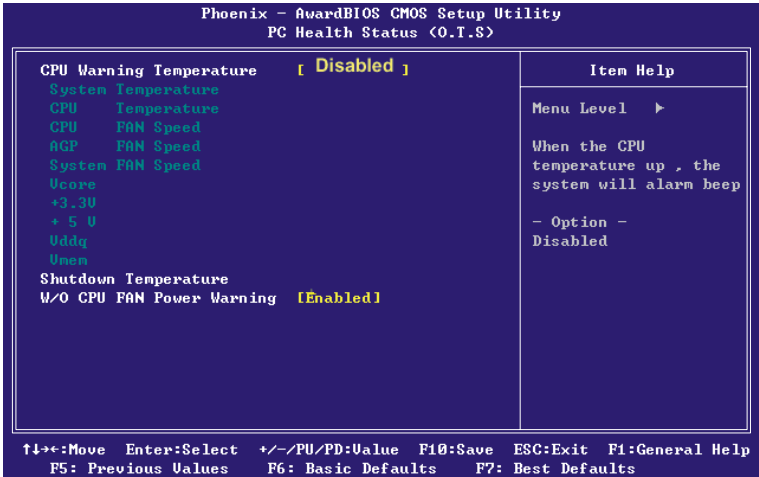 Phoenix - AwardBIOS CMOS Setup Utility
PC Health Status (O.T.S)
CPU Warning Temperature [ Disabled ]
System Temperature
CPU Temperature
CPU FAN Speed
AGP FAN Speed
System FAN Speed
Vcore
+3.3V
+ 5 V
Vddq
Vmem
Shutdown Temperature
W/O CPU FAN Power Warning [Enabled]
Item Help
Menu Level ▶
When the CPU
temperature up , the
system will alarm beep
- Option -
Disabled
↑↓→←:Move Enter:Select +/-/PU/PD:Value F10:Save ESC:Exit F1:General Help
F5: Previous Values F6: Basic Defaults F7: Best Defaults